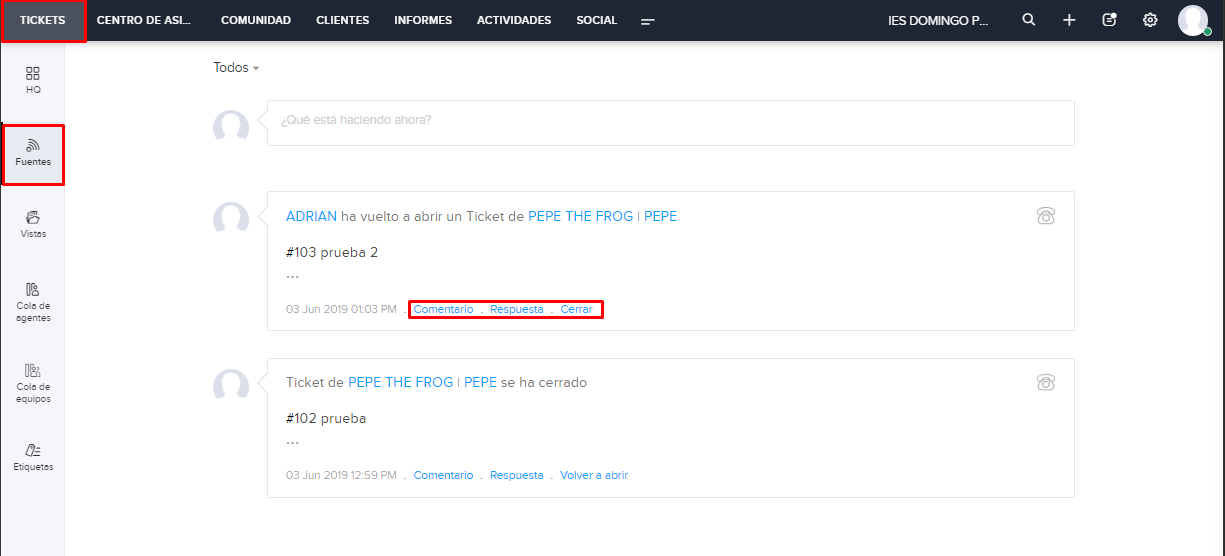 TICKETS CENTRO DE ASI... COMUNIDAD CLIENTES INFORMES ACTIVIDADES SOCIAL IES DOMINGO P...
HQ
Fuentes
Vistas
Cola de
agentes
Cola de
equipos
Etiquetas
Todos
¿Qué está haciendo ahora?
ADRIAN ha vuelto a abrir un Ticket de PEPE THE FROG | PEPE
#103 prueba 2
...
03 Jun 2019 01:03 PM . Comentario . Respuesta . Cerrar
Ticket de PEPE THE FROG | PEPE se ha cerrado
#102 prueba
...
03 Jun 2019 12:59 PM . Comentario . Respuesta . Volver a abrir